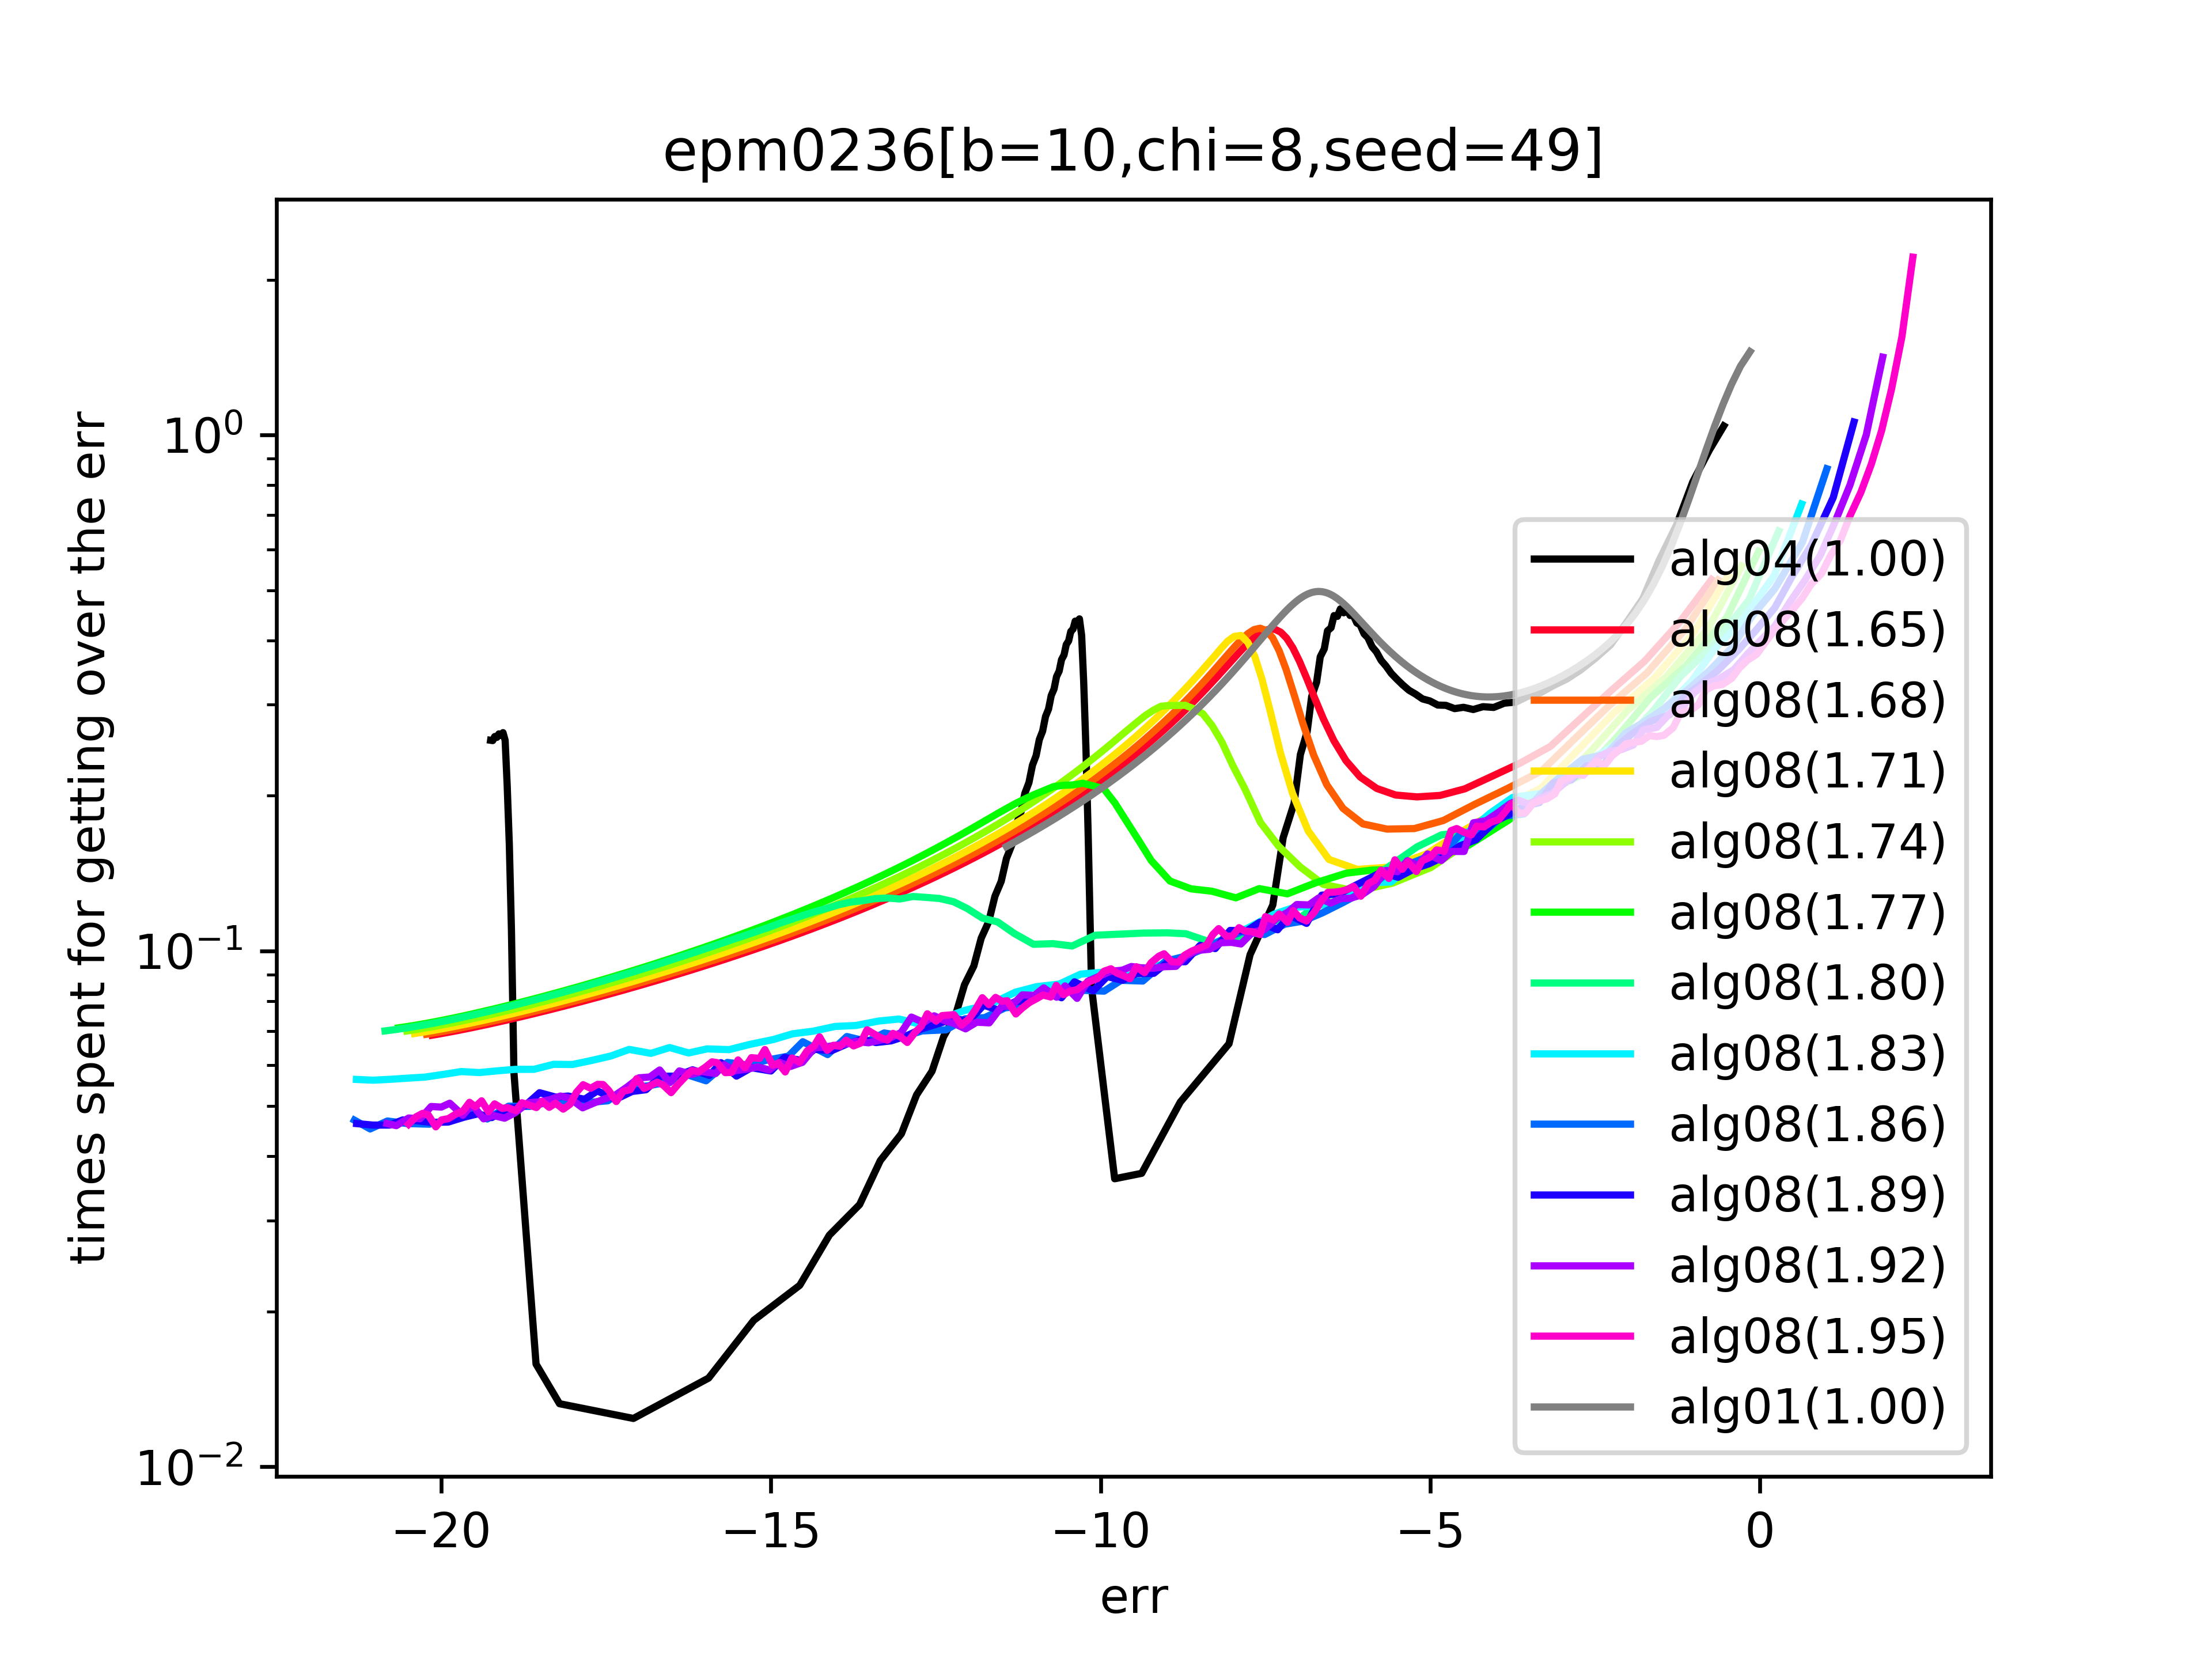 epm0236[b=10,chi=8,seed=49]
times spent for getting over the err
10⁰
10⁻¹
10⁻²
−20 −15 −10 −5 0
err
alg04(1.00)
alg08(1.65)
alg08(1.68)
alg08(1.71)
alg08(1.74)
alg08(1.77)
alg08(1.80)
alg08(1.83)
alg08(1.86)
alg08(1.89)
alg08(1.92)
alg08(1.95)
alg01(1.00)